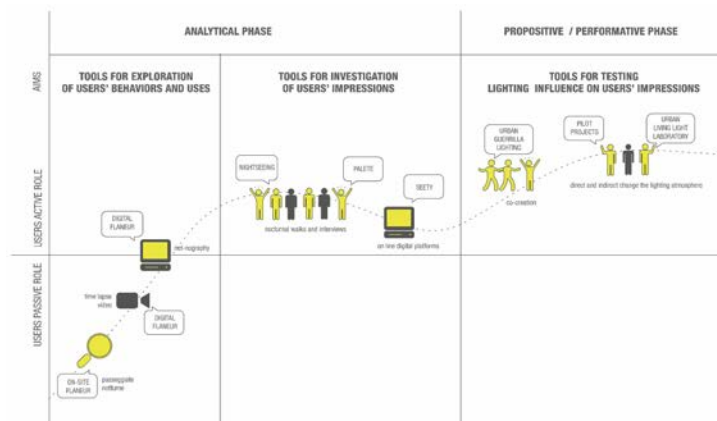 ANALYTICAL PHASE
PROPOSITIVE / PERFORMATIVE PHASE
AIMS
TOOLS FOR EXPLORATION
OF USERS' BEHAVIORS AND USES
TOOLS FOR INVESTIGATION
OF USERS' IMPRESSIONS
TOOLS FOR TESTING
LIGHTING INFLUENCE ON USERS' IMPRESSIONS
USERS ACTIVE ROLE
DIGITAL
FLANEUR
net-nography
NIGHTSEEING
PALETE
nocturnal walks and interviews
SEETY
on line digital platforms
URBAN
GUERRILLA
LIGHTING
co-creation
PILOT
PROJECTS
URBAN
LIVING LIGHT
LABORATORY
direct and indirect change the lighting atmosphere
USERS PASSIVE ROLE
time lapse
video
DIGITAL
FLANEUR
ON-SITE
FLANEUR
passeggiate
notturne